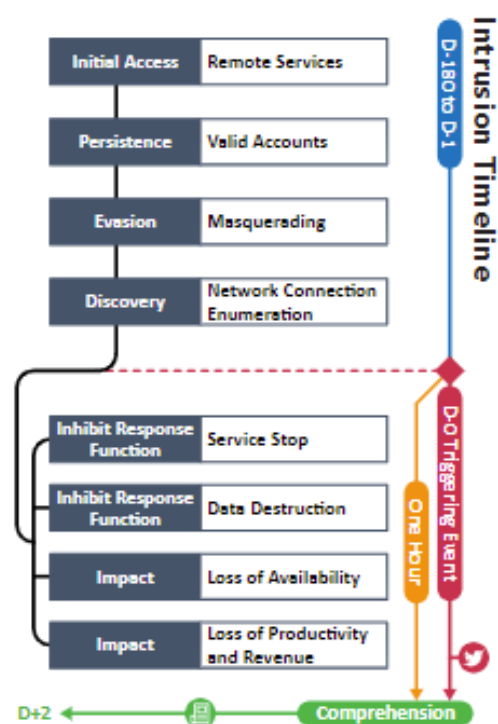 Intrusion Timeline
D-180 to D-1
Initial Access
Remote Services
Persistence
Valid Accounts
Evasion
Masquerading
Discovery
Network Connection
Enumeration
D-0 Triggering Event
One Hour
Inhibit Response
Function
Service Stop
Inhibit Response
Function
Data Destruction
Impact
Loss of Availability
Impact
Loss of Productivity
and Revenue
D+2
Comprehension